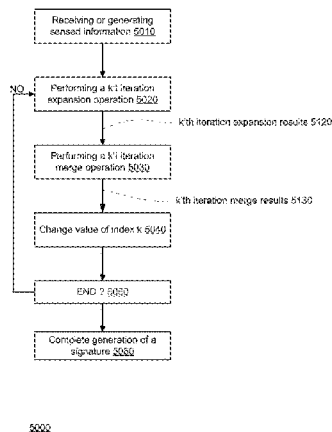 Receiving or generating
sensed information 5010
NO
Performing a k'i iteration
expansion operation 5020
k'th iteration expansion results 5120
Performing a k'i iteration
merge operation 5030
k'th iteration merge results 5130
Change value of index k 5040
END ? 5050
Complete generation of a
signature 5060
5000